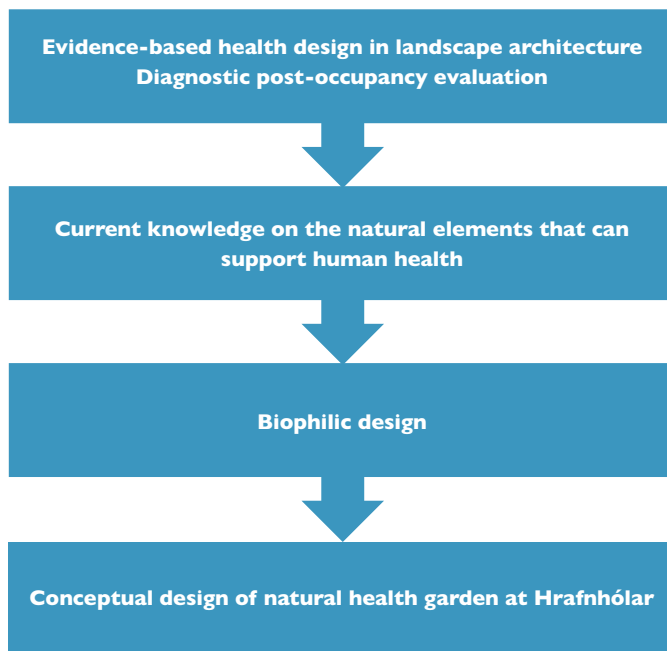 Evidence-based health design in landscape architecture
Diagnostic post-occupancy evaluation
Current knowledge on the natural elements that can
support human health
Biophilic design
Conceptual design of natural health garden at Hrafnhólar